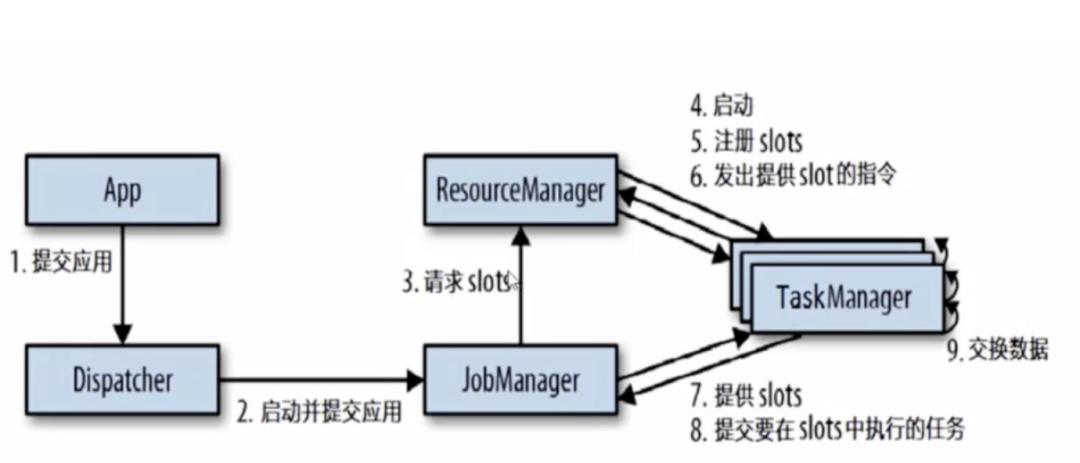 4. 启动
5. 注册 slots
6. 发出提供 slot 的指令
App
ResourceManager
1. 提交应用
3. 请求 slots
TaskManager
9. 交换数据
Dispatcher
JobManager
2. 启动并提交应用
7. 提供 slots
8. 提交要在 slots 中执行的任务